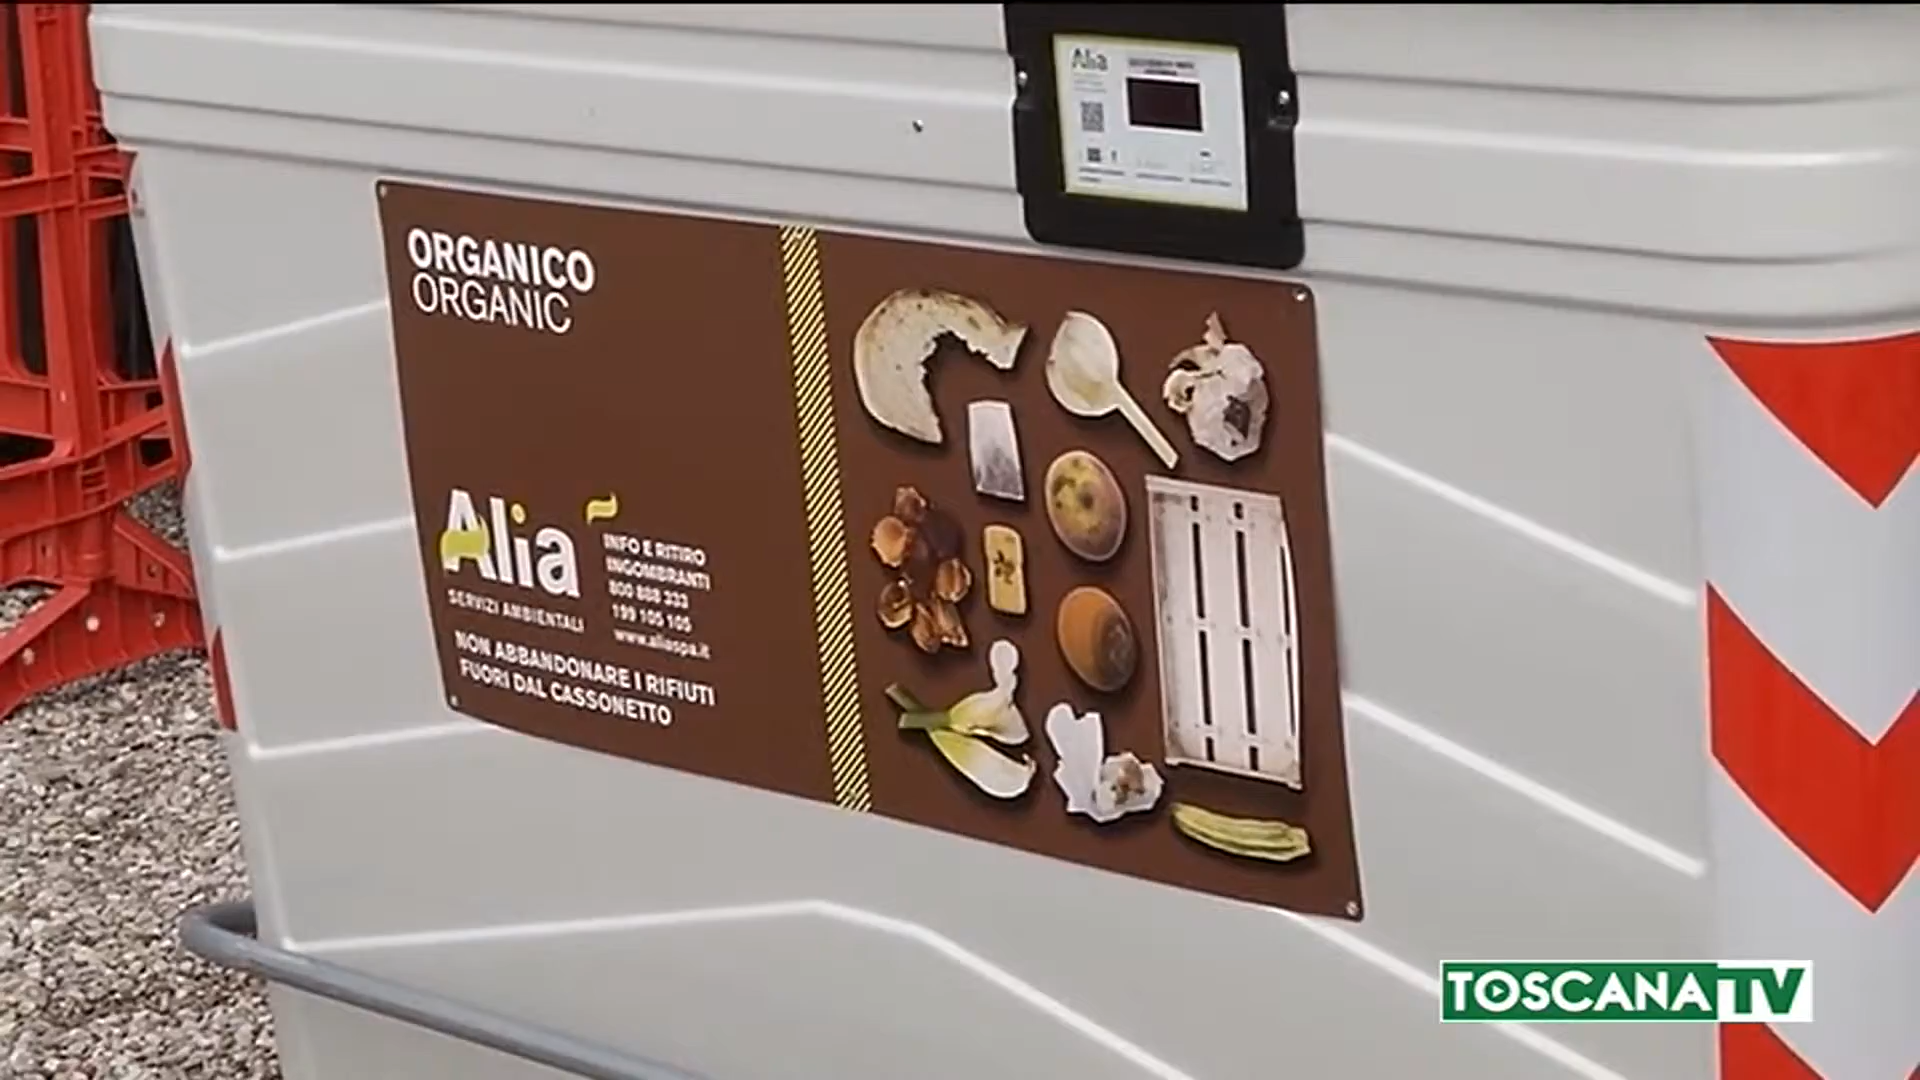 Alia
ORGANICO
ORGANIC
Alia
SERVIZI AMBIENTALI
INFO E RITIRO
INGOMBRANTI
800 888 333
199 105 105
www.aliaspa.it
NON ABBANDONARE I RIFIUTI
FUORI DAL CASSONETTO
TOSCANA TV